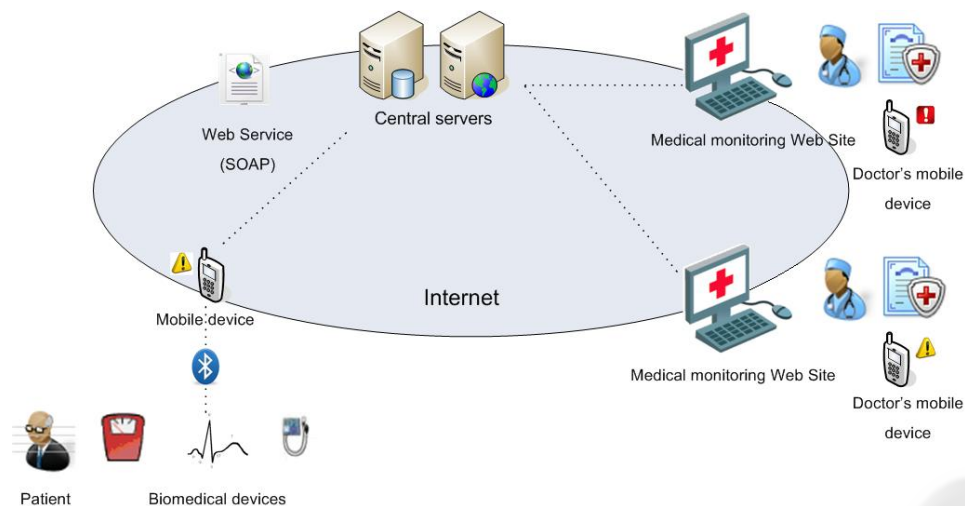 Web Service
(SOAP)
Central servers
Medical monitoring Web Site
Doctor's mobile
device
Mobile device
Internet
Medical monitoring Web Site
Doctor's mobile
device
Patient
Biomedical devices